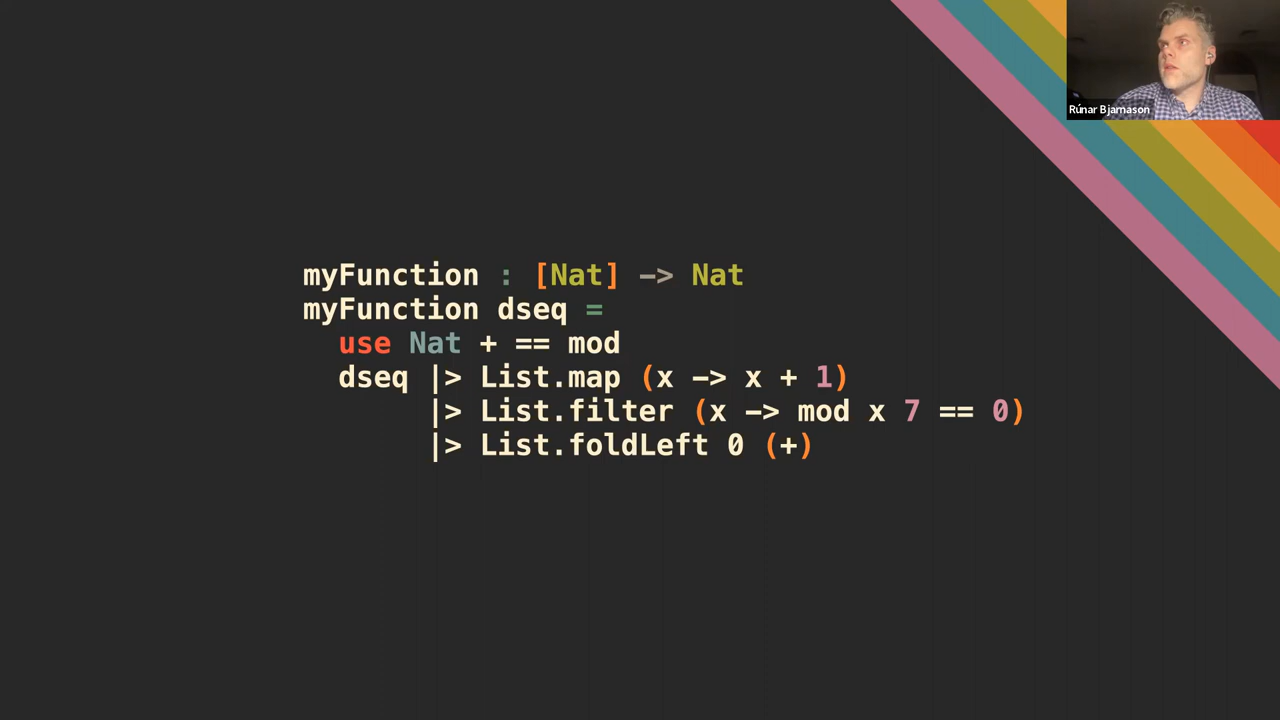 Rúnar Bjarnason
myFunction : [Nat] -> Nat
myFunction dseq =
use Nat + == mod
dseq |> List.map (x -> x + 1)
|> List.filter (x -> mod x 7 == 0)
|> List.foldLeft 0 (+)